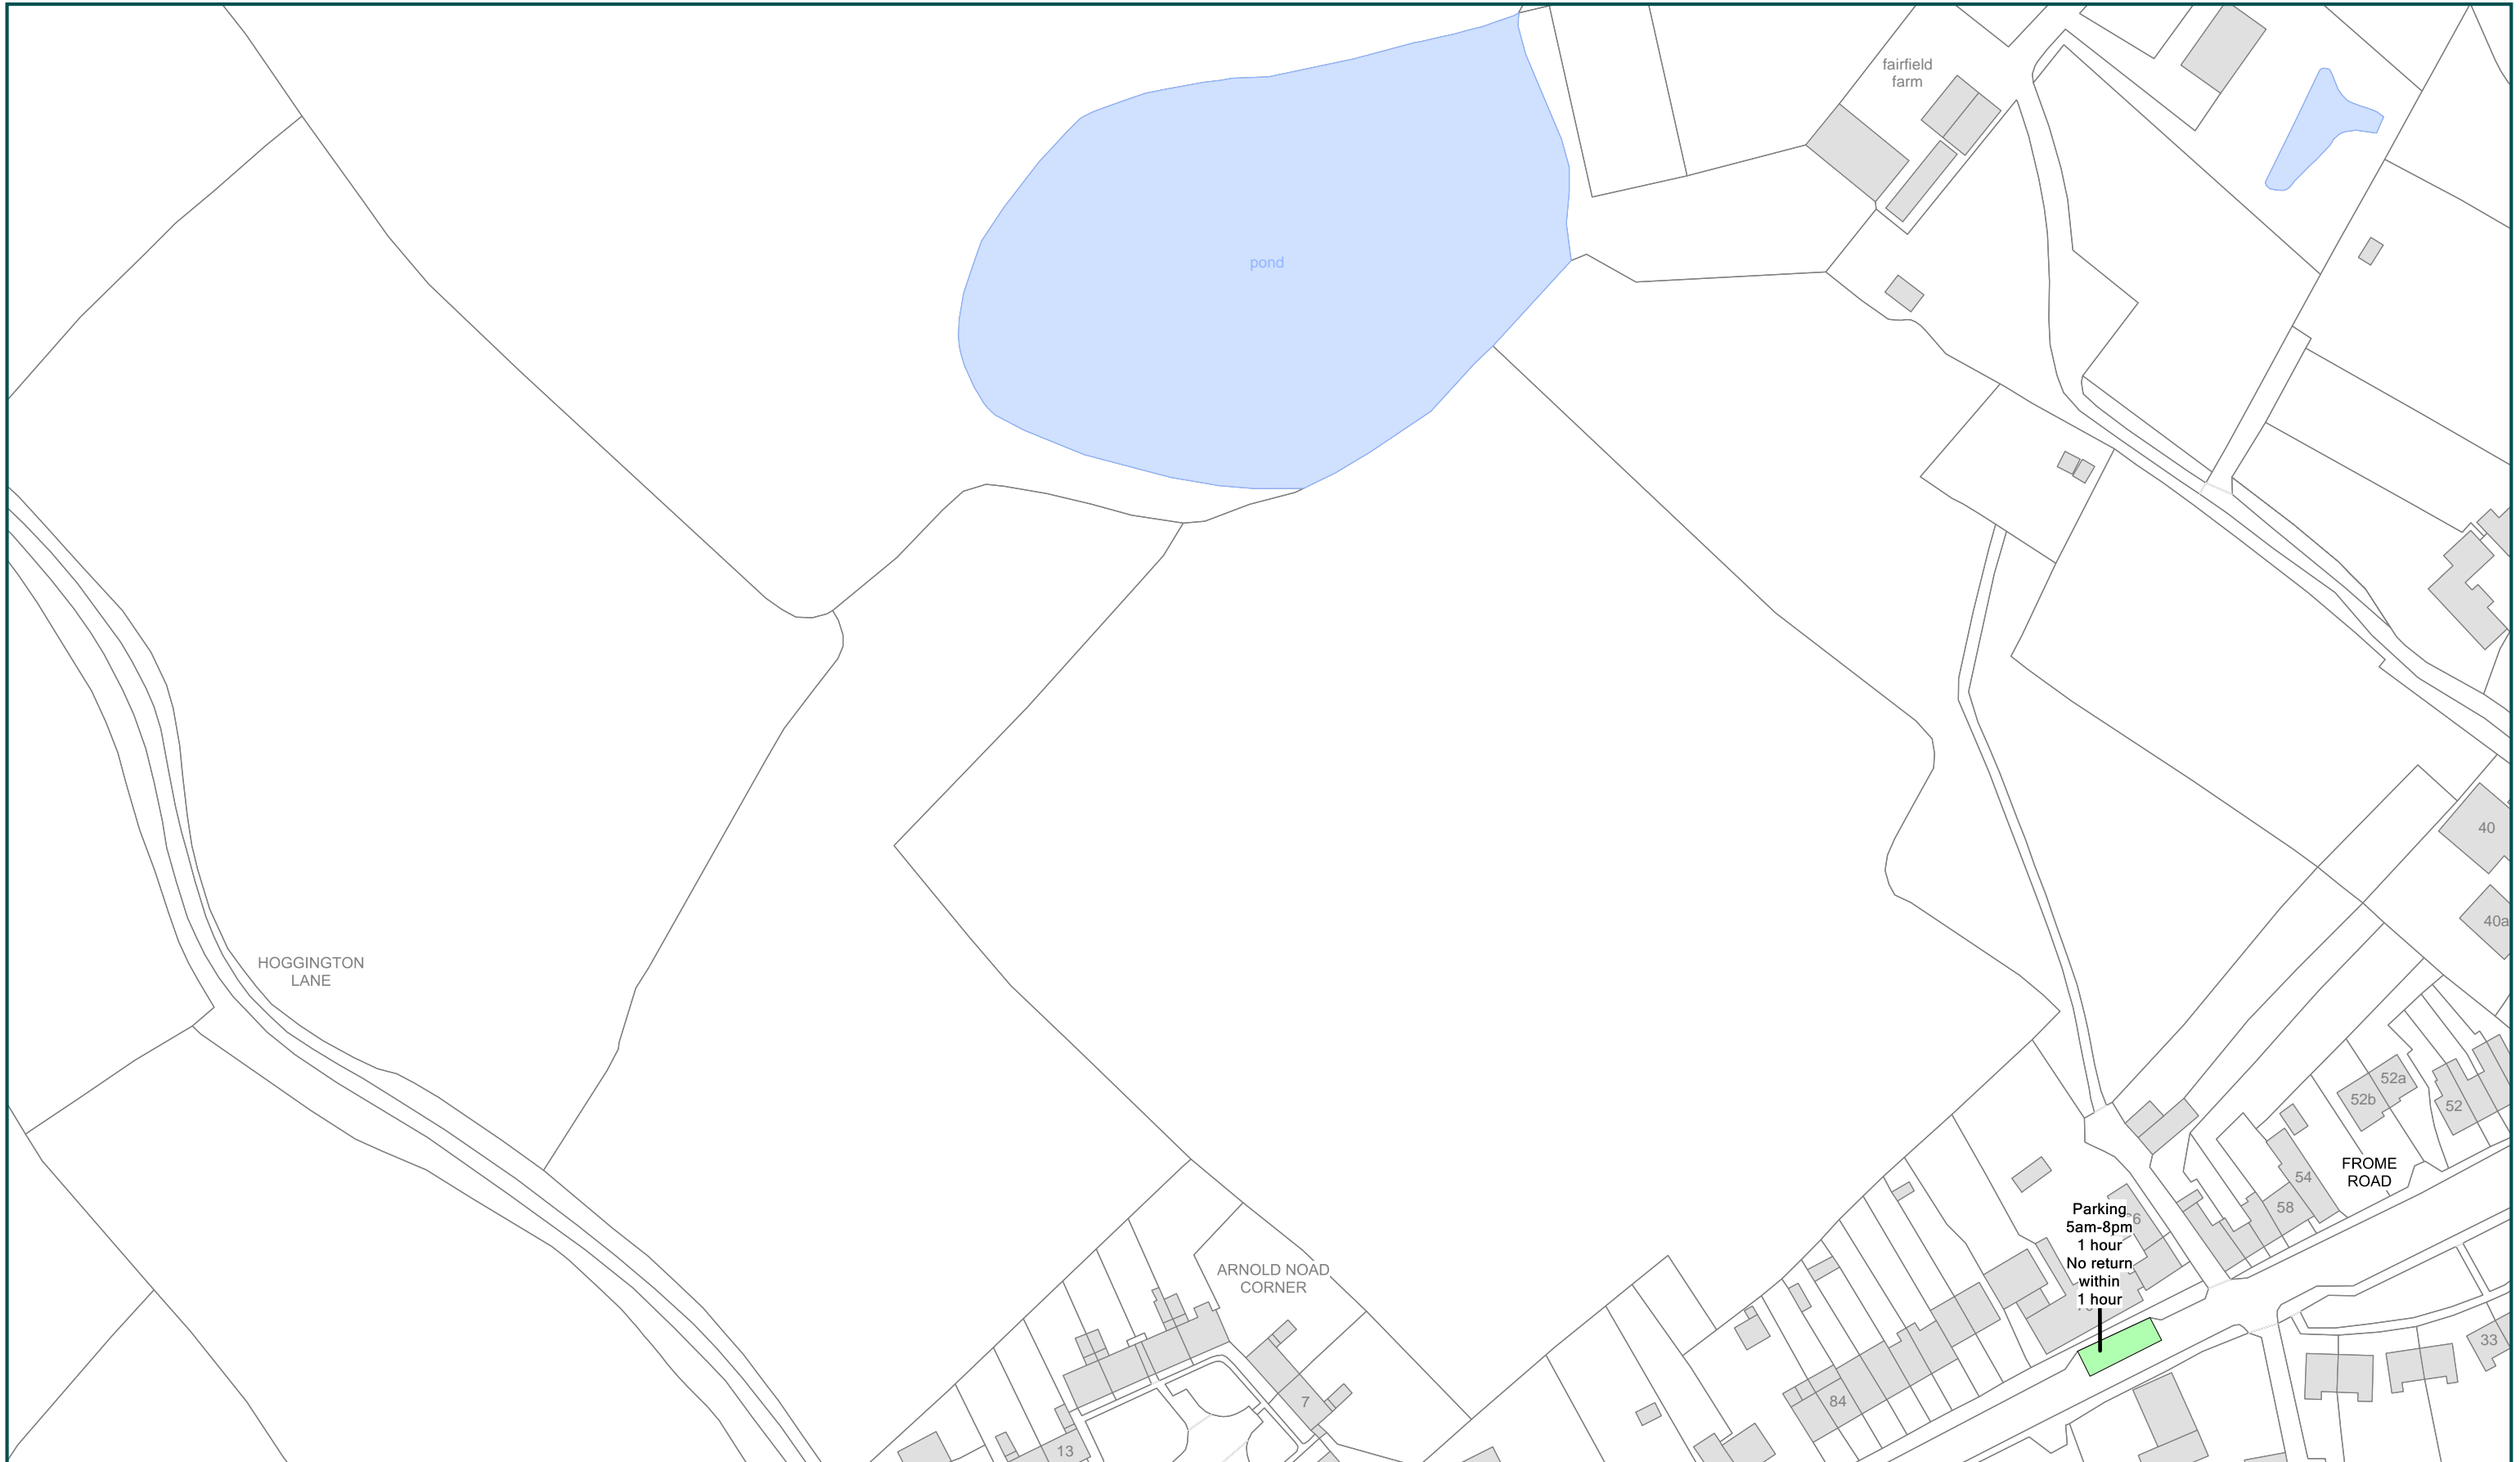 fairfield
farm
pond
40
40a
HOGGINGTON
LANE
52a
52b
52
FROME
ROAD
54
58
Parking
5am-8pm
1 hour
No return
within
1 hour
ARNOLD NOAD
CORNER
33
7
84
13